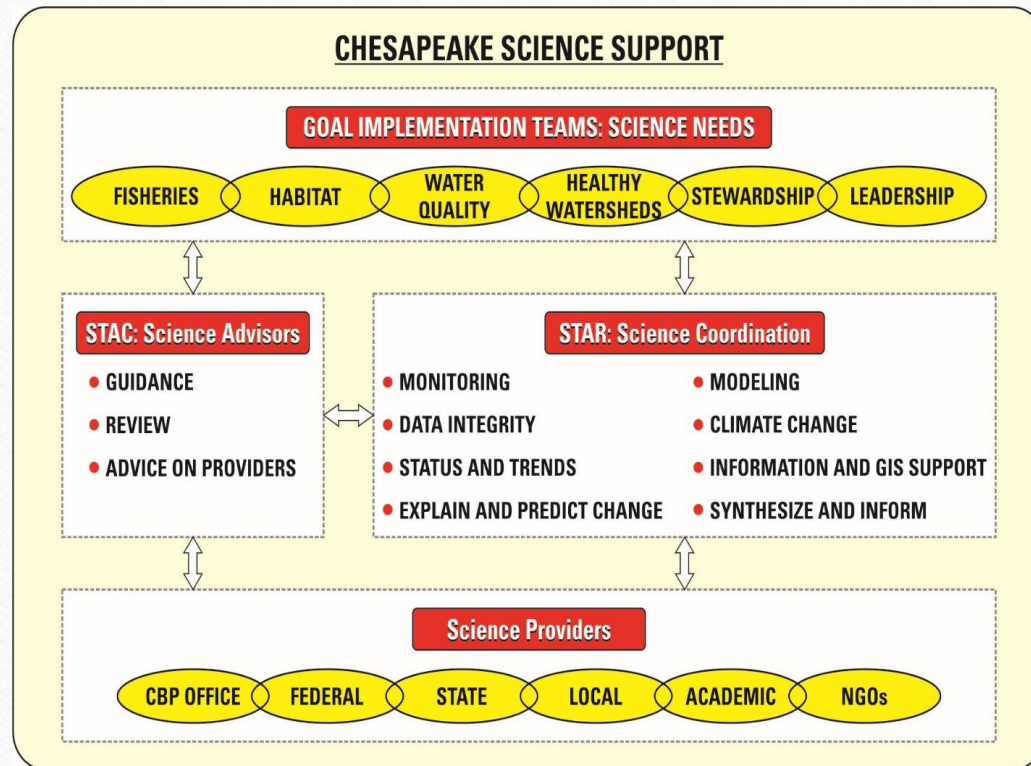 CHESAPEAKE SCIENCE SUPPORT
GOAL IMPLEMENTATION TEAMS: SCIENCE NEEDS
FISHERIES
HABITAT
WATER
QUALITY
HEALTHY
WATERSHEDS
STEWARDSHIP
LEADERSHIP
STAC: Science Advisors
• GUIDANCE
• REVIEW
• ADVICE ON PROVIDERS
STAR: Science Coordination
• MONITORING
• DATA INTEGRITY
• STATUS AND TRENDS
• EXPLAIN AND PREDICT CHANGE
• MODELING
• CLIMATE CHANGE
• INFORMATION AND GIS SUPPORT
• SYNTHESIZE AND INFORM
Science Providers
CBP OFFICE
FEDERAL
STATE
LOCAL
ACADEMIC
NGOs